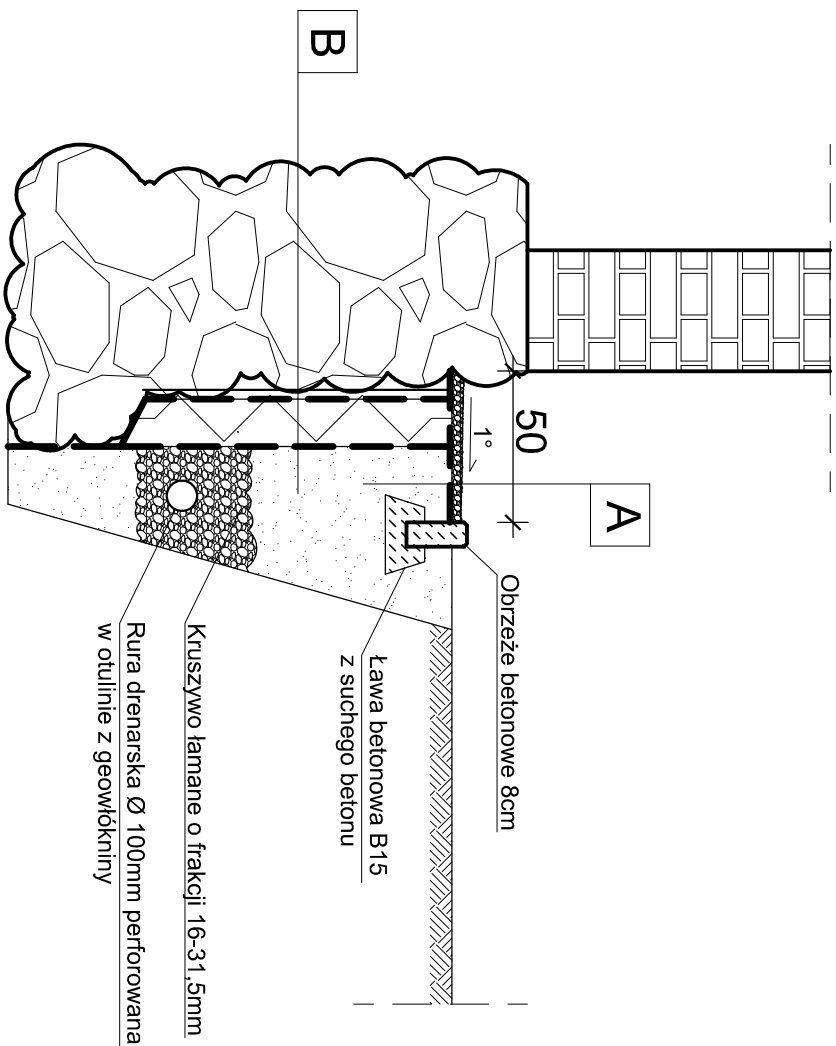 B
A
50
1°
Obrzeże betonowe 8cm
Ława betonowa B15
z suchego betonu
Kruszywo łamane o frakcji 16-31,5mm
Rura drenarska Ø 100mm perforowana
w otulinie z geowłókniny